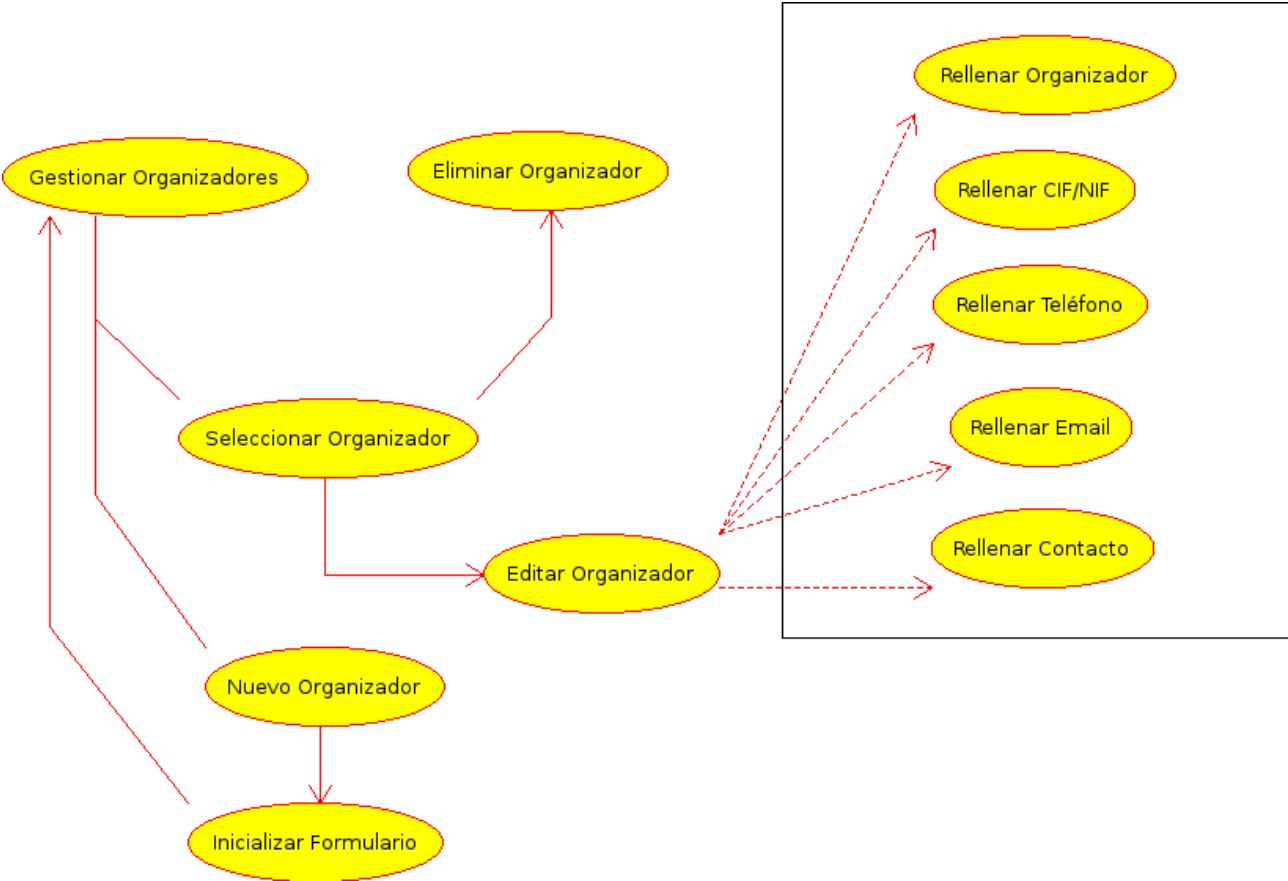 Rellenar Organizador
Gestionar Organizadores
Eliminar Organizador
Rellenar CIF/NIF
Rellenar Teléfono
Seleccionar Organizador
Rellenar Email
Editar Organizador
Rellenar Contacto
Nuevo Organizador
Inicializar Formulario